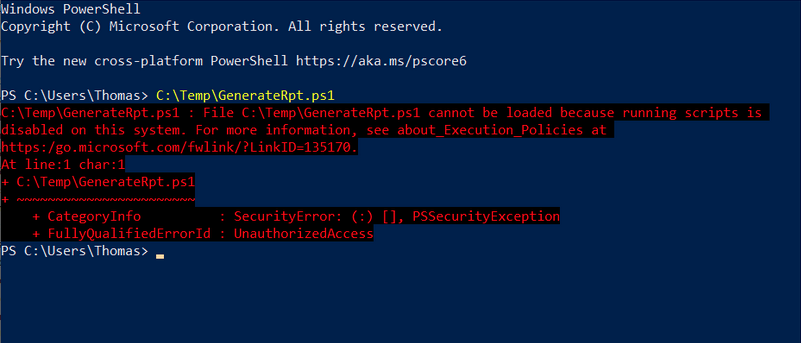 Windows PowerShell
Copyright (C) Microsoft Corporation. All rights reserved.
Try the new cross-platform PowerShell https://aka.ms/pscore6
PS C:\Users\Thomas> C:\Temp\GenerateRpt.ps1
C:\Temp\GenerateRpt.ps1 : File C:\Temp\GenerateRpt.ps1 cannot be loaded because running scripts is
disabled on this system. For more information, see about_Execution_Policies at
https:/go.microsoft.com/fwlink/?LinkID=135170.
At line:1 char:1
+ C:\Temp\GenerateRpt.ps1
+ ~~~~~~~~~~~~~~~~~~~~~~~
    + CategoryInfo          : SecurityError: (:) [], PSSecurityException
    + FullyQualifiedErrorId : UnauthorizedAccess
PS C:\Users\Thomas>